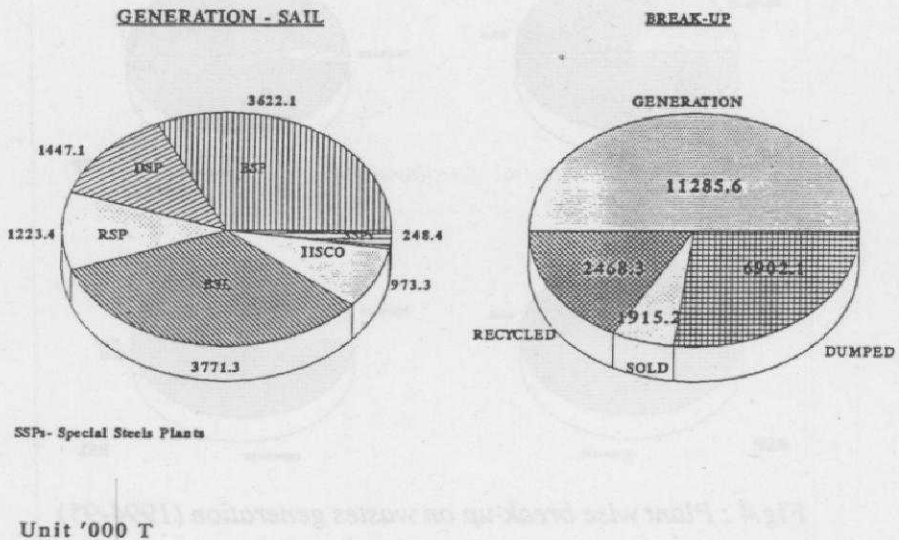 GENERATION - SAIL
3622.1
1447.1
DSP
BSP
1223.4
RSP
SSPs
248.4
IISCO
973.3
BSL
3771.3
SSPs- Special Steels Plants
Unit '000 T
BREAK-UP
GENERATION
11285.6
2468.3
6902.1
1915.2
RECYCLED
SOLD
DUMPED